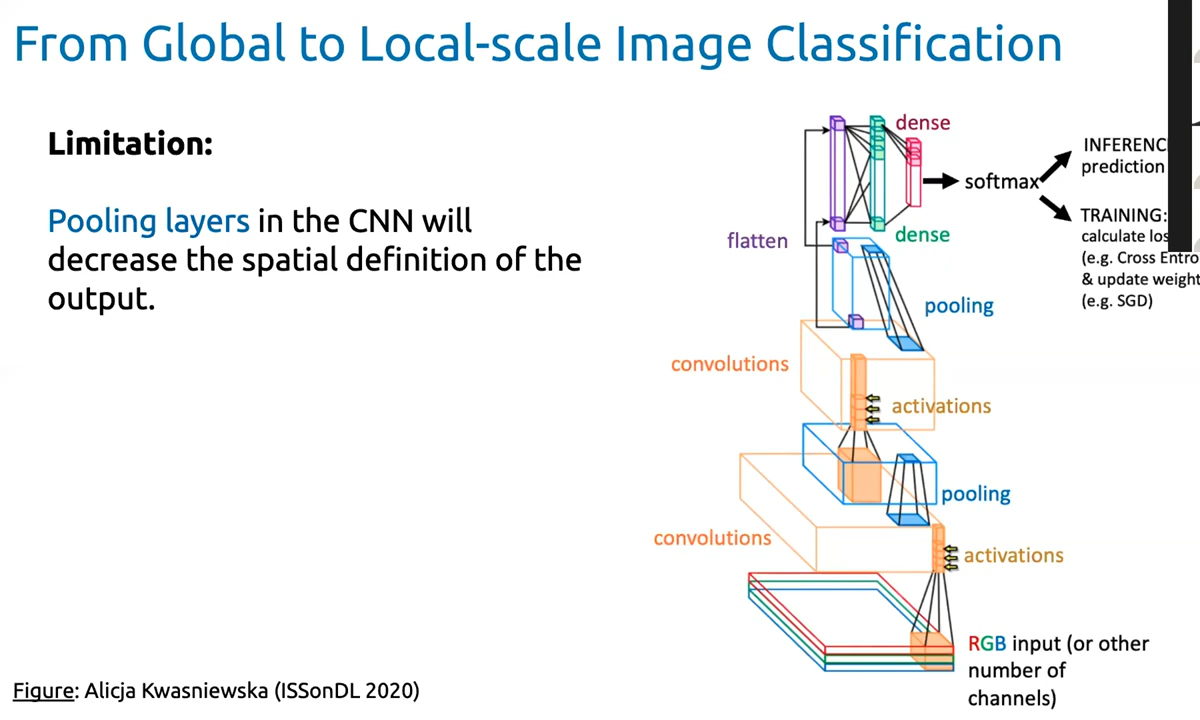 From Global to Local-scale Image Classification
Limitation:
Pooling layers in the CNN will
decrease the spatial definition of the
output.
dense
softmax
INFERENC
prediction
TRAINING:
calculate los
(e.g. Cross Entro
& update weight
(e.g. SGD)
flatten
dense
pooling
convolutions
activations
pooling
convolutions
activations
RGB input (or other
number of
channels)
Figure: Alicja Kwasniewska (ISSonDL 2020)